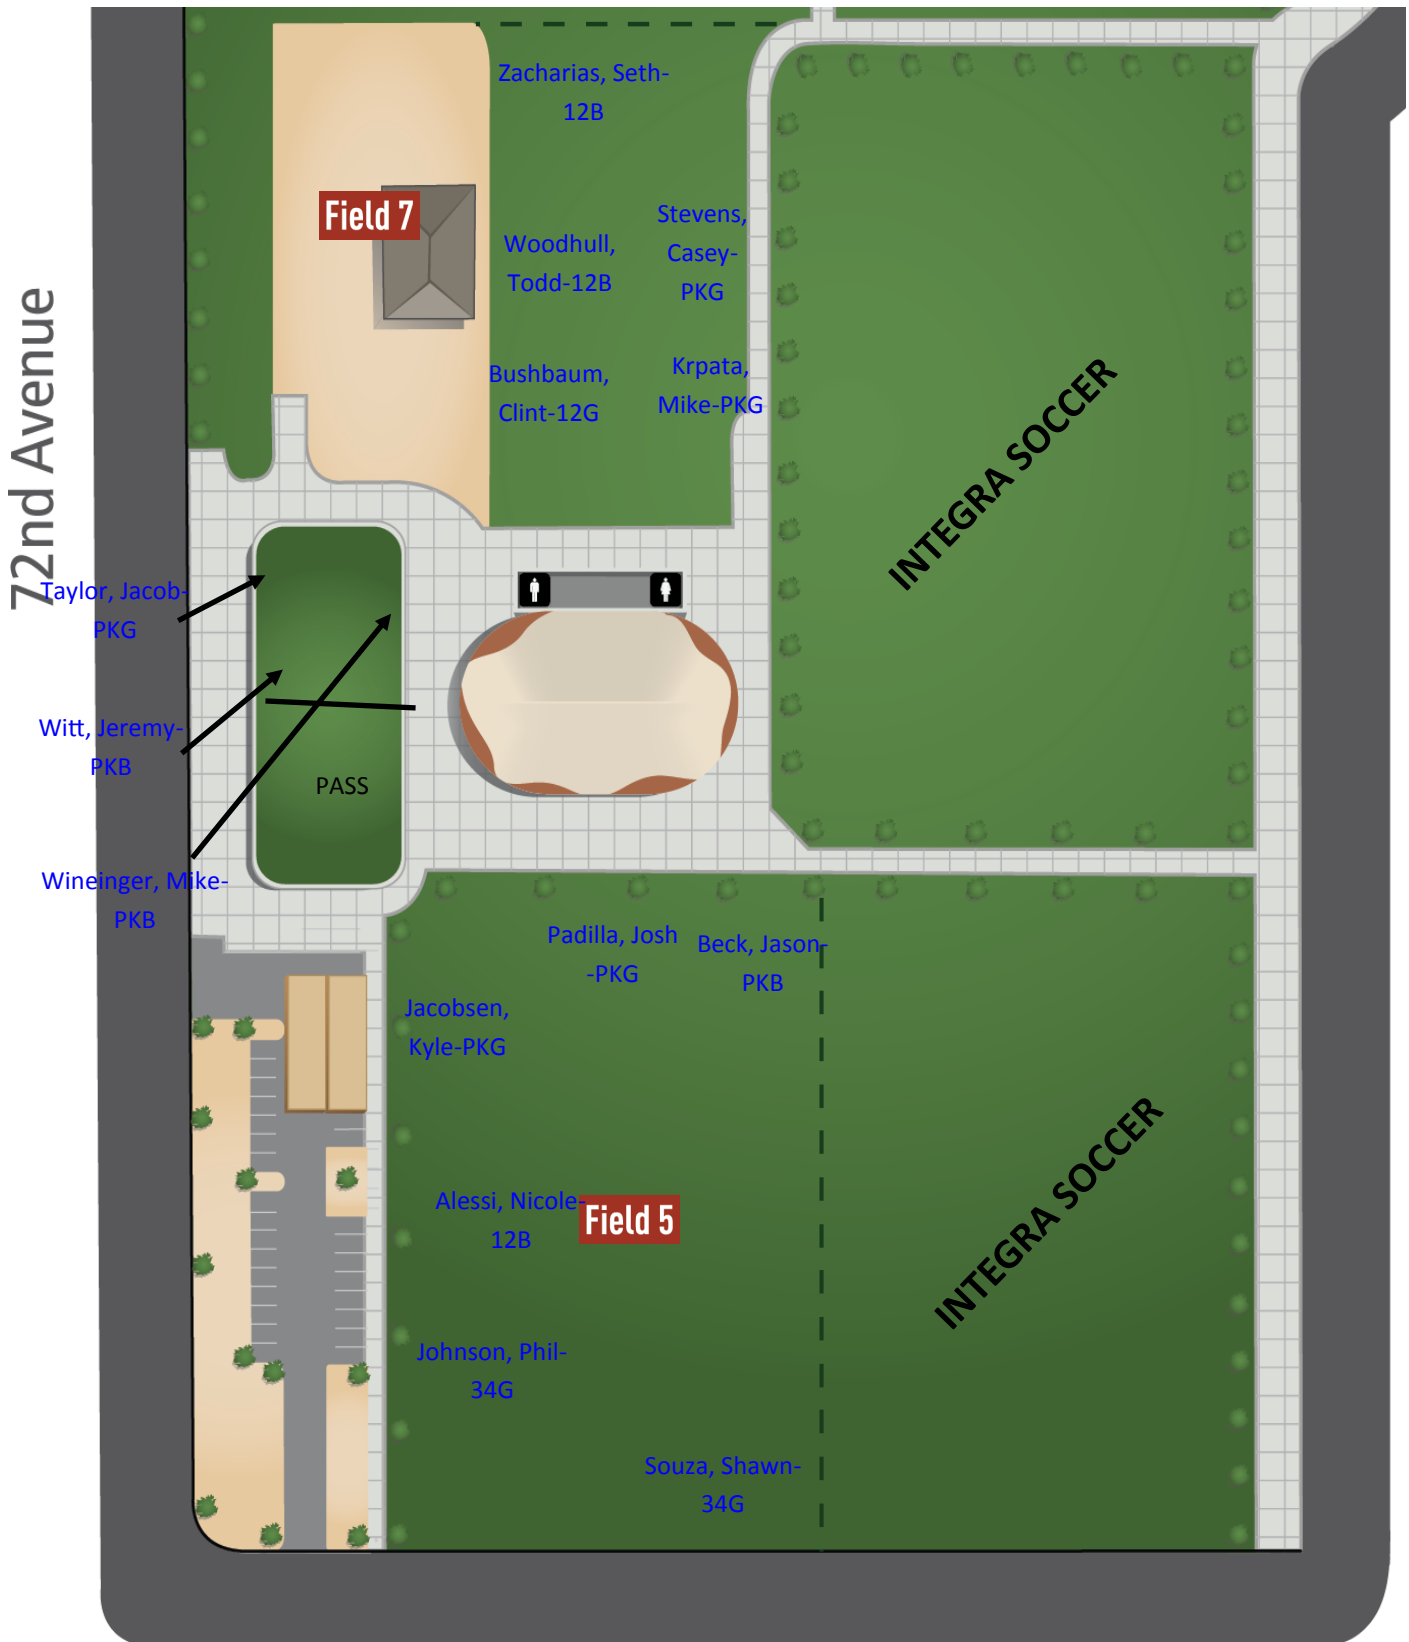 Zacharias, Seth-
12B
Field 7
Stevens,
Casey-
PKG
Woodhull,
Todd-12B
Bushbaum,
Clint-12G
Krpata,
Mike-PKG
72nd Avenue
INTEGRA SOCCER
Taylor, Jacob-
PKG
Witt, Jeremy-
PKB
PASS
Wineinger, Mike-
PKB
Padilla, Josh
-PKG
Beck, Jason-
PKB
Jacobsen,
Kyle-PKG
Alessi, Nicole-
12B
Field 5
INTEGRA SOCCER
Johnson, Phil-
34G
Souza, Shawn-
34G